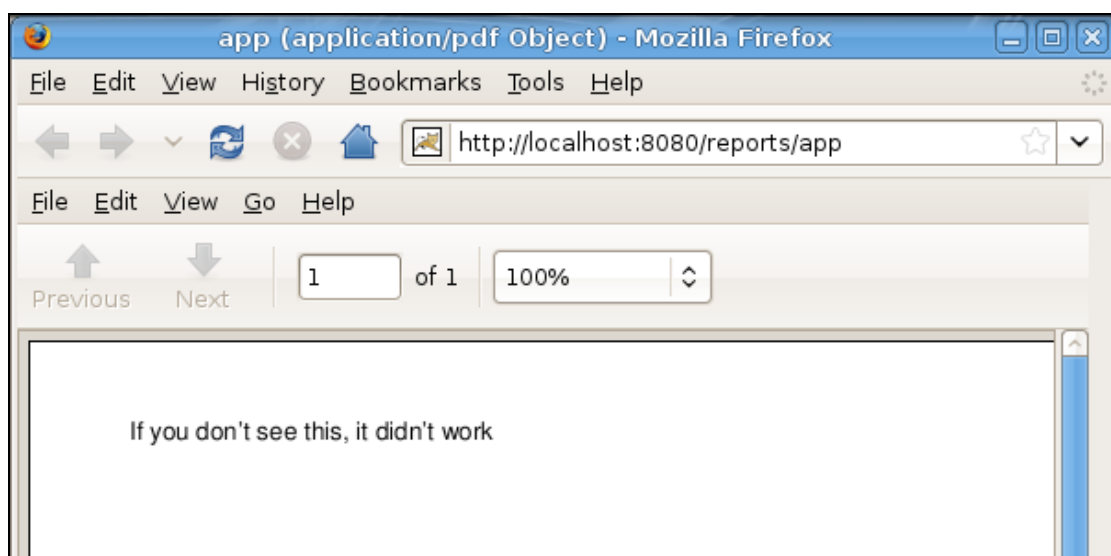 app (application/pdf Object) - Mozilla Firefox
File Edit View History Bookmarks Tools Help
http://localhost:8080/reports/app
File Edit View Go Help
Previous Next 1 of 1 100%
If you don't see this, it didn't work